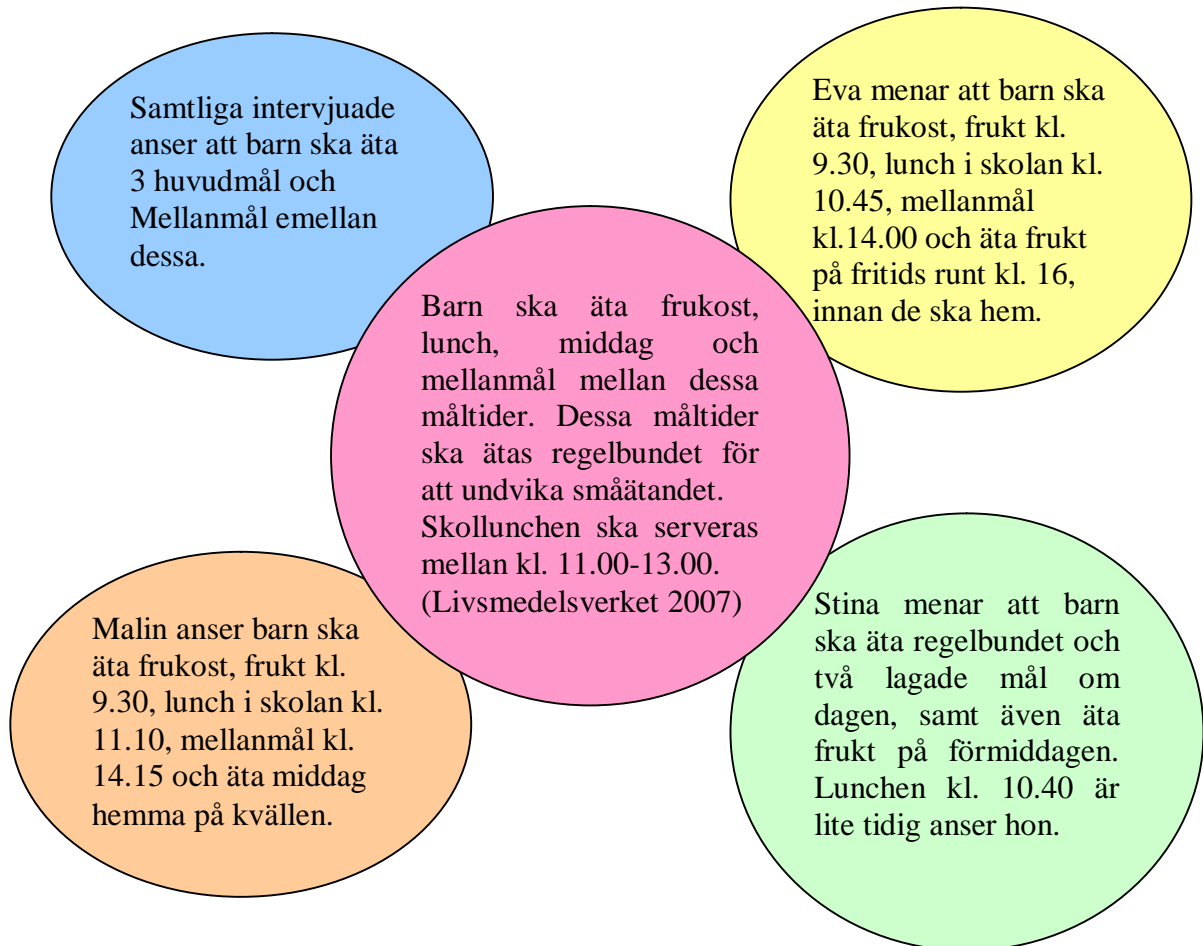 Samtliga intervjuade
anser att barn ska äta
3 huvudmål och
Mellanmål emellan
dessa.
Eva menar att barn ska
äta frukost, frukt kl.
9.30, lunch i skolan kl.
10.45, mellanmål
kl.14.00 och äta frukt
på fritids runt kl. 16,
innan de ska hem.
Barn ska äta frukost,
lunch, middag och
mellanmål mellan dessa
måltider. Dessa måltider
ska ätas regelbundet för
att undvika småätandet.
Skollunchen ska serveras
mellan kl. 11.00-13.00.
(Livsmedelsverket 2007)
Malin anser barn ska
äta frukost, frukt kl.
9.30, lunch i skolan kl.
11.10, mellanmål kl.
14.15 och äta middag
hemma på kvällen.
Stina menar att barn
ska äta regelbundet och
två lagade mål om
dagen, samt även äta
frukt på förmiddagen.
Lunchen kl. 10.40 är
lite tidig anser hon.